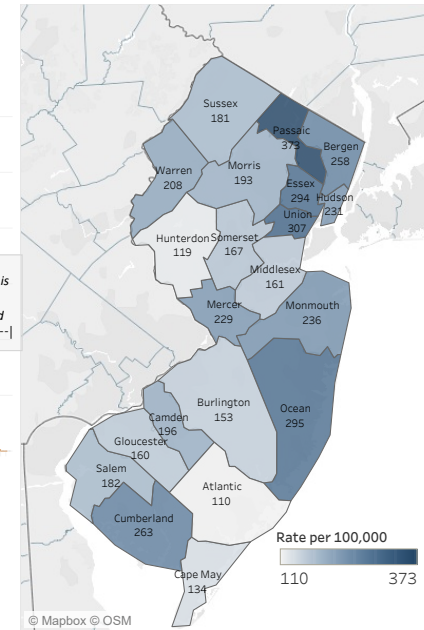 Sussex
181
Passaic
373
Bergen
258
Warren
208
Morris
193
Essex
294
Hudson
231
Union
307
Hunterdon
119
Somerset
167
Middlesex
161
Mercer
229
Monmouth
236
is
d
--|
Burlington
153
Ocean
295
Camden
196
Gloucester
160
Salem
182
Atlantic
110
Cumberland
263
Cape May
134
Rate per 100,000
110 373
© Mapbox © OSM